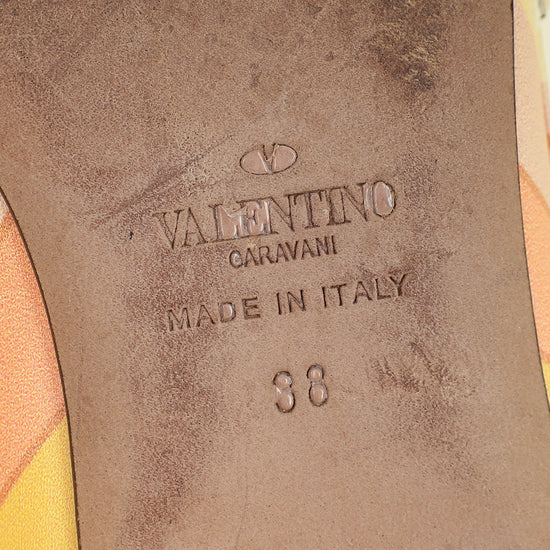 V
VALENTINO
GARAVANI
MADE IN ITALY
38